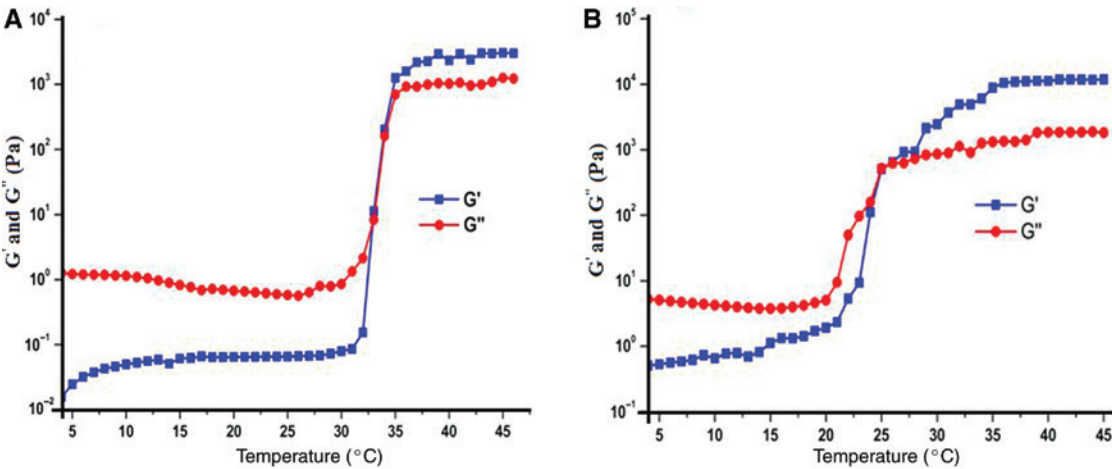 A
G' and G'' (Pa)
10⁴
10³
10²
10¹
10⁰
10⁻¹
10⁻²
G'
G''
5 10 15 20 25 30 35 40 45
Temperature (°C)
B
G' and G'' (Pa)
10⁵
10⁴
10³
10²
10¹
10⁰
10⁻¹
G'
G''
5 10 15 20 25 30 35 40 45
Temperature (°C)